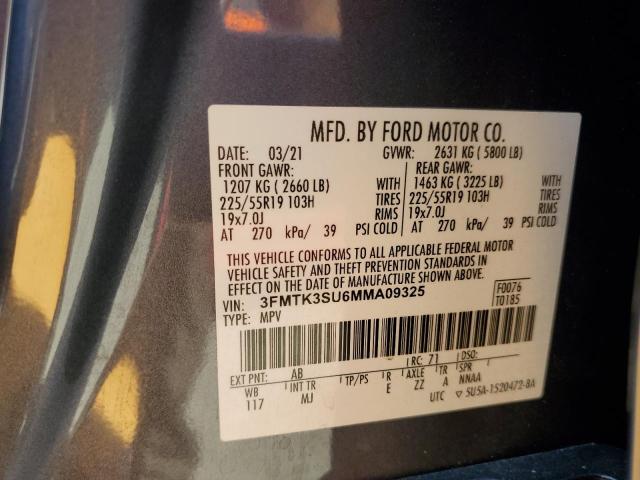 MFD. BY FORD MOTOR CO.
DATE: 03/21 GVWR: 2631 KG ( 5800 LB)
FRONT GAWR: REAR GAWR:
1207 KG ( 2660 LB) WITH 1463 KG ( 3225 LB) WITH
225/55R19 103H TIRES 225/55R19 103H TIRES
19x7.0J RIMS 19x7.0J RIMS
AT 270 kPa/ 39 PSI COLD AT 270 kPa/ 39 PSI COLD
THIS VEHICLE CONFORMS TO ALL APPLICABLE FEDERAL MOTOR
VEHICLE SAFETY AND THEFT PREVENTION STANDARDS
IN EFFECT ON THE DATE OF MANUFACTURE SHOWN ABOVE.
VIN: 3FMTK3SU6MMA09325 F0076
TYPE: MPV T0185
EXT PNT: AB RC: 71 DSO:
WB INT TR TP/PS R AXLE TR SPR
117 MJ E ZZ A NNAA
UTC ▽ 5U5A-1520472-BA